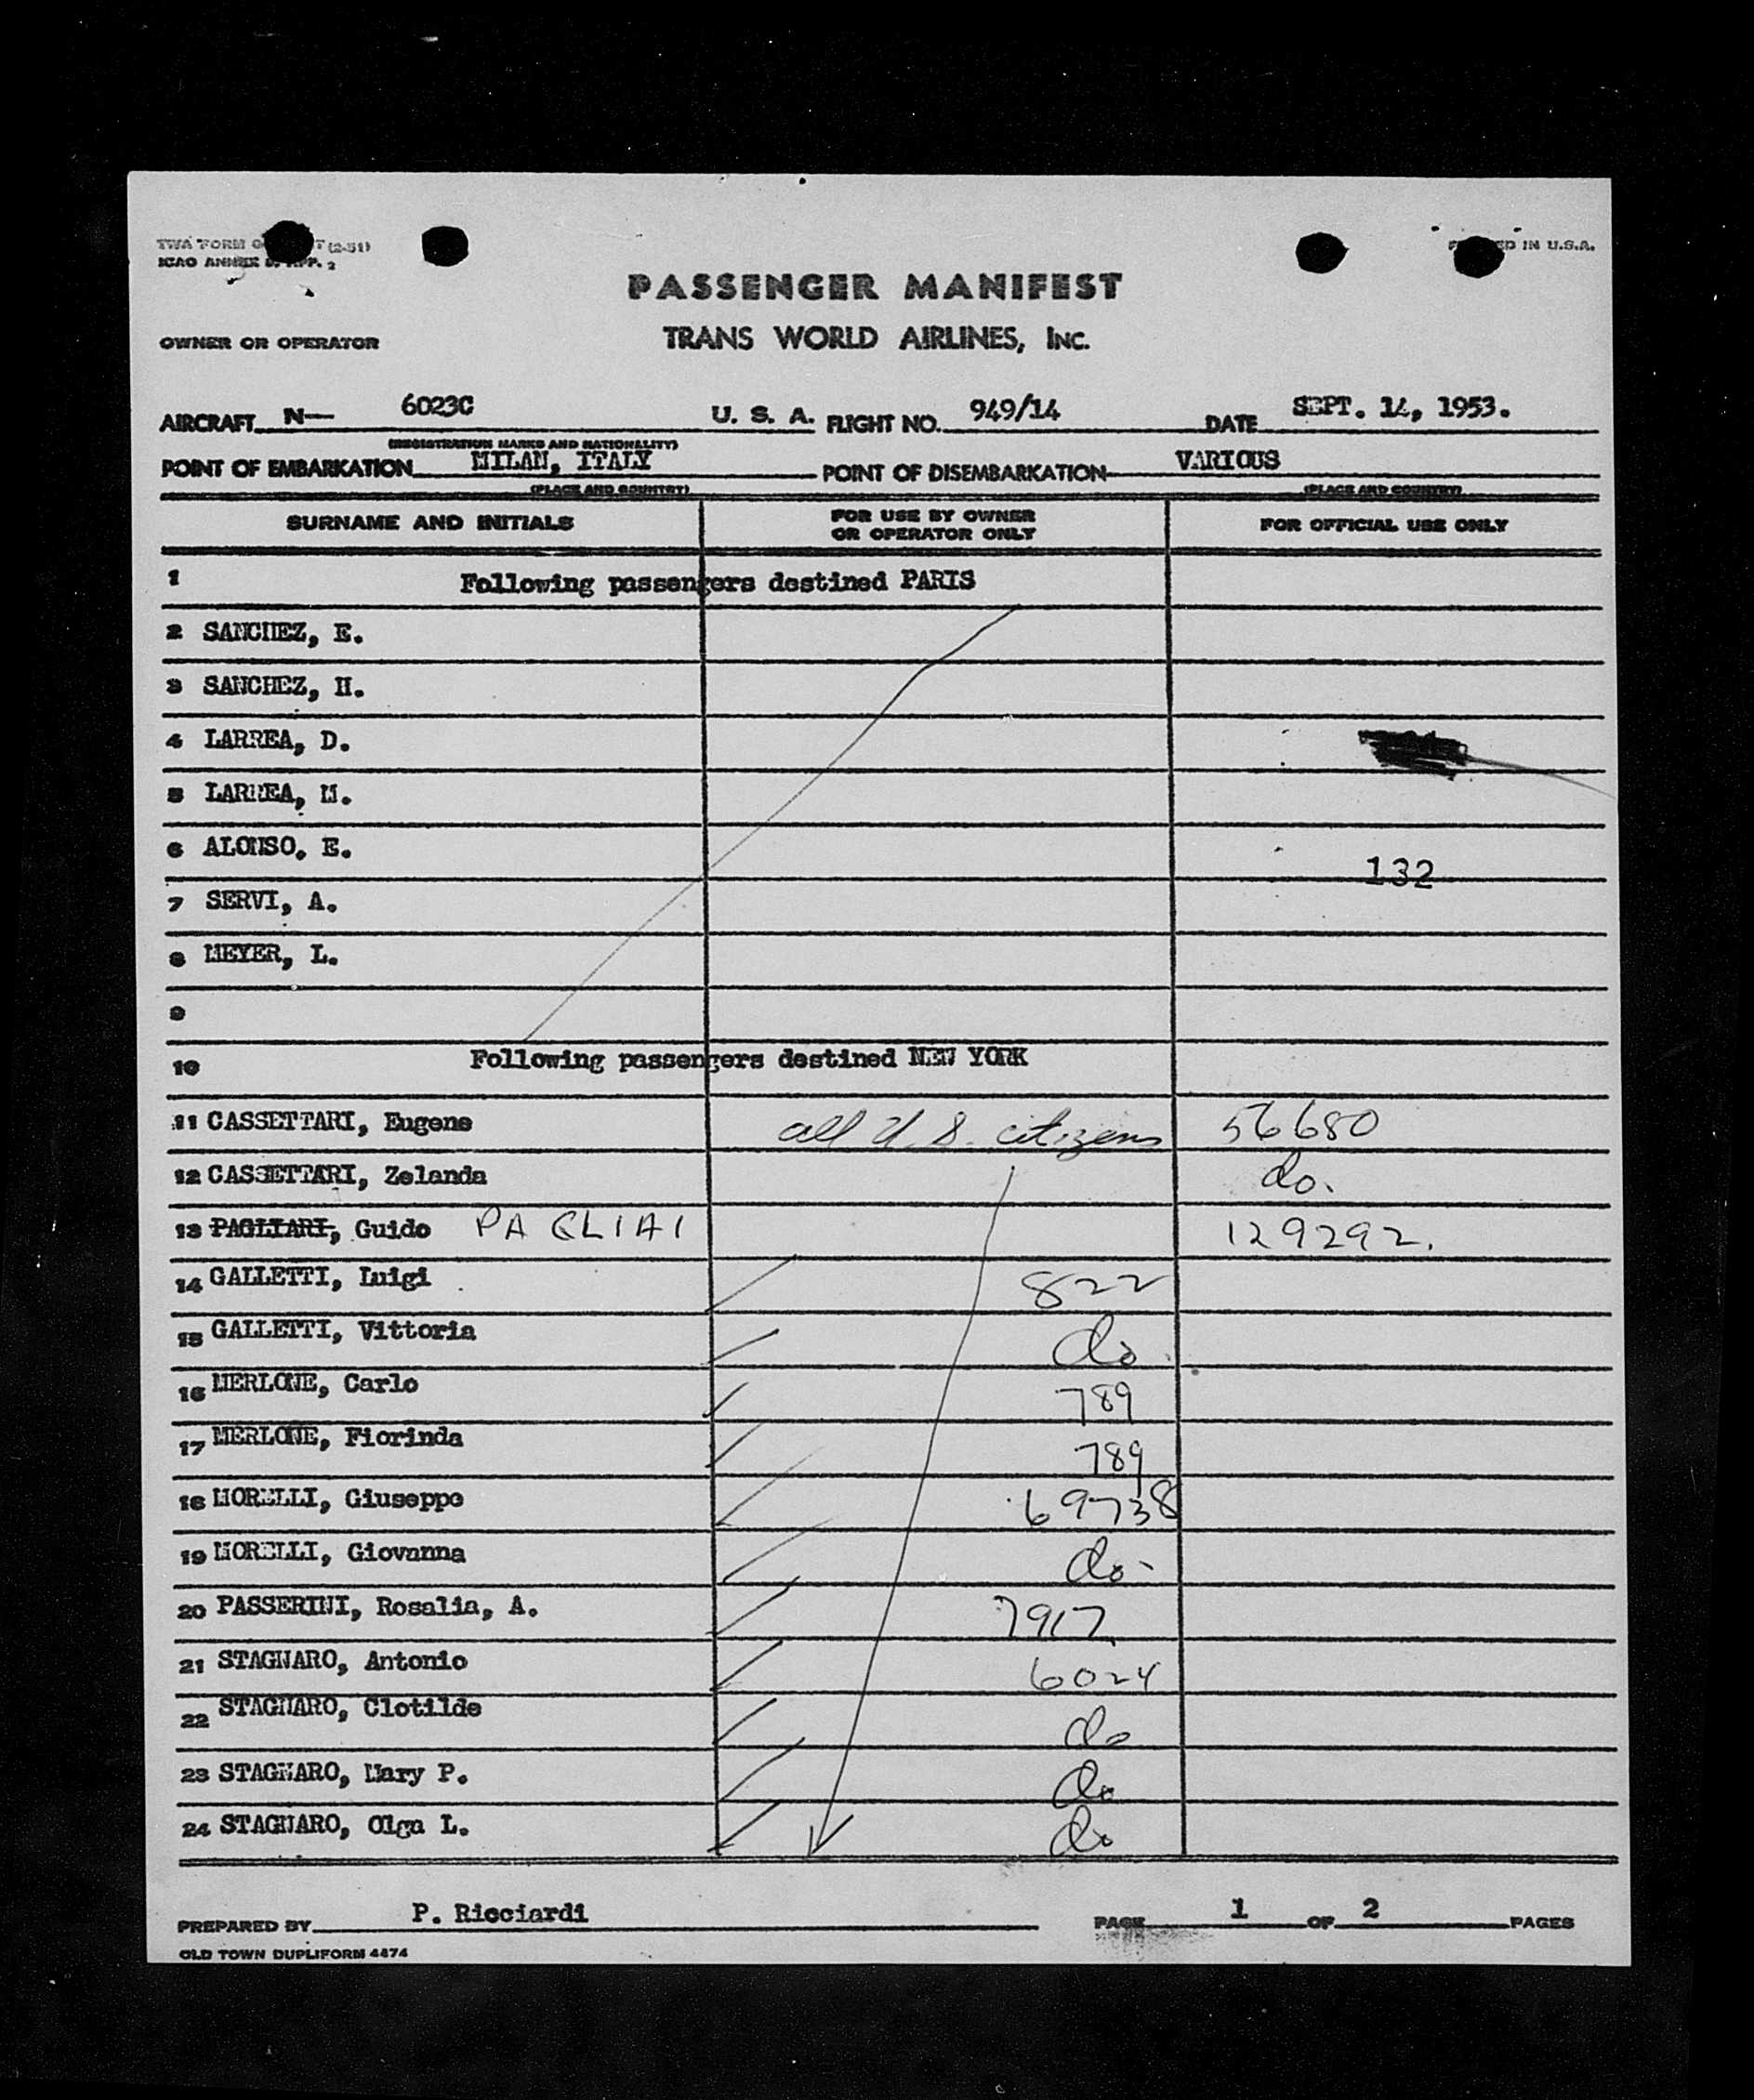 TWA FORM (2-51)
ICAO ANNEX APP. 2
IN U.S.A.
PASSENGER MANIFEST
OWNER OR OPERATOR TRANS WORLD AIRLINES, INC.
AIRCRAFT N— 6023C U. S. A. FLIGHT NO. 949/14 DATE SEPT. 14, 1953.
(REGISTRATION MARKS AND NATIONALITY)
POINT OF EMBARKATION MILAN, ITALY POINT OF DISEMBARKATION VARIOUS
(PLACE AND COUNTRY) (PLACE AND COUNTRY)
SURNAME AND INITIALS FOR USE BY OWNER OR OPERATOR ONLY FOR OFFICIAL USE ONLY
1 Following passengers destined PARIS
2 SANCHEZ, E.
3 SANCHEZ, H.
4 LARREA, D.
5 LARREA, M.
6 ALONSO, E. 132
7 SERVI, A.
8 MEYER, L.
9
10 Following passengers destined NEW YORK
11 CASSETTARI, Eugene all U.S. citizens 56680
12 CASSETTARI, Zelanda do.
13 PAGLIARI, Guido PAGLIAI 129292.
14 GALLETTI, Luigi 822
15 GALLETTI, Vittoria do
16 MERLONE, Carlo 789
17 MERLONE, Fiorinda 789
18 MORELLI, Giuseppe 69738
19 MORELLI, Giovanna do-
20 PASSERINI, Rosalia, A. 7917
21 STAGNARO, Antonio 6024
22 STAGNARO, Clotilde do
23 STAGNARO, Mary P. do
24 STAGNARO, Olga L. do
PREPARED BY P. Ricciardi PAGE 1 OF 2 PAGES
OLD TOWN DUPLIFORM 4474